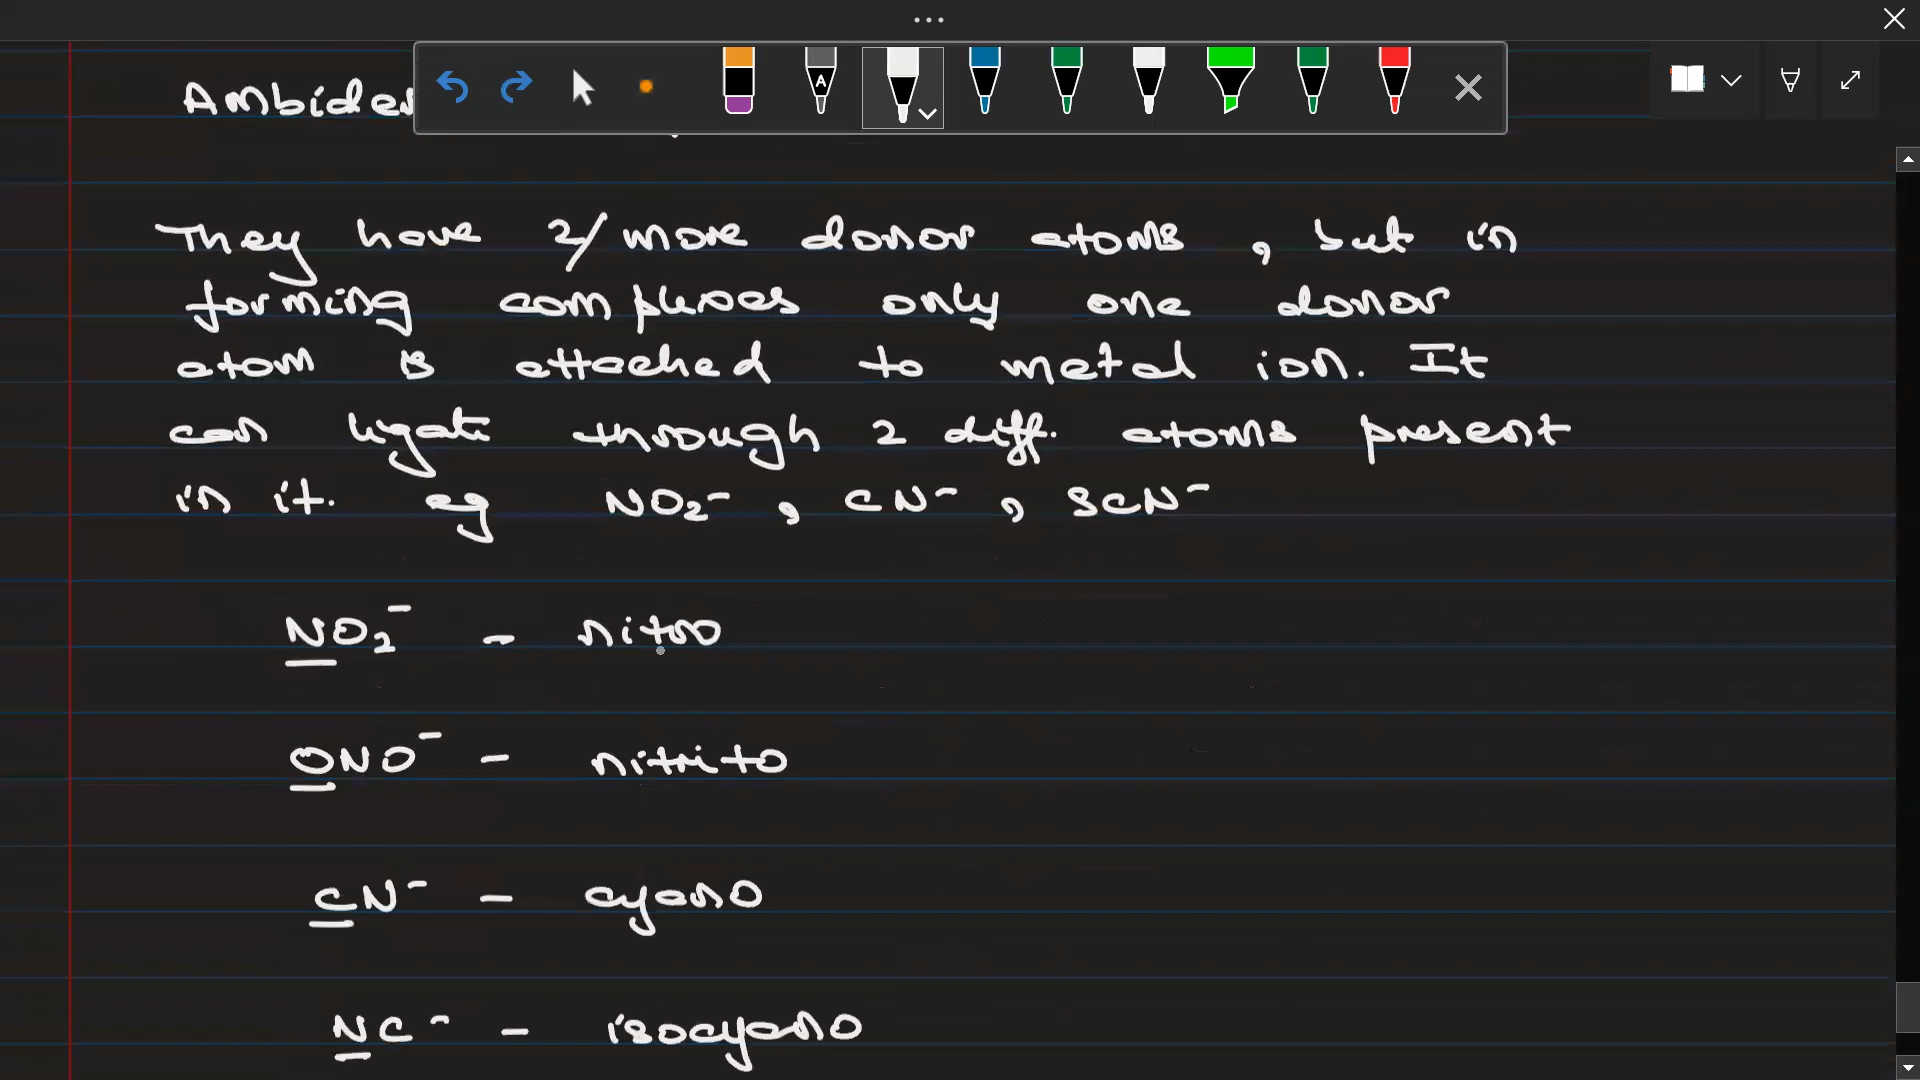 Ambiden
They have 2/more donor atoms, but in
forming complexes only one donor
atom is attached to metal ion. It
can ligate through 2 diff. atoms present
in it. eg NO₂⁻, CN⁻, SCN⁻
NO₂⁻ - nitro
ONO⁻ - nitrito
CN⁻ - cyano
NC⁻ - isocyano